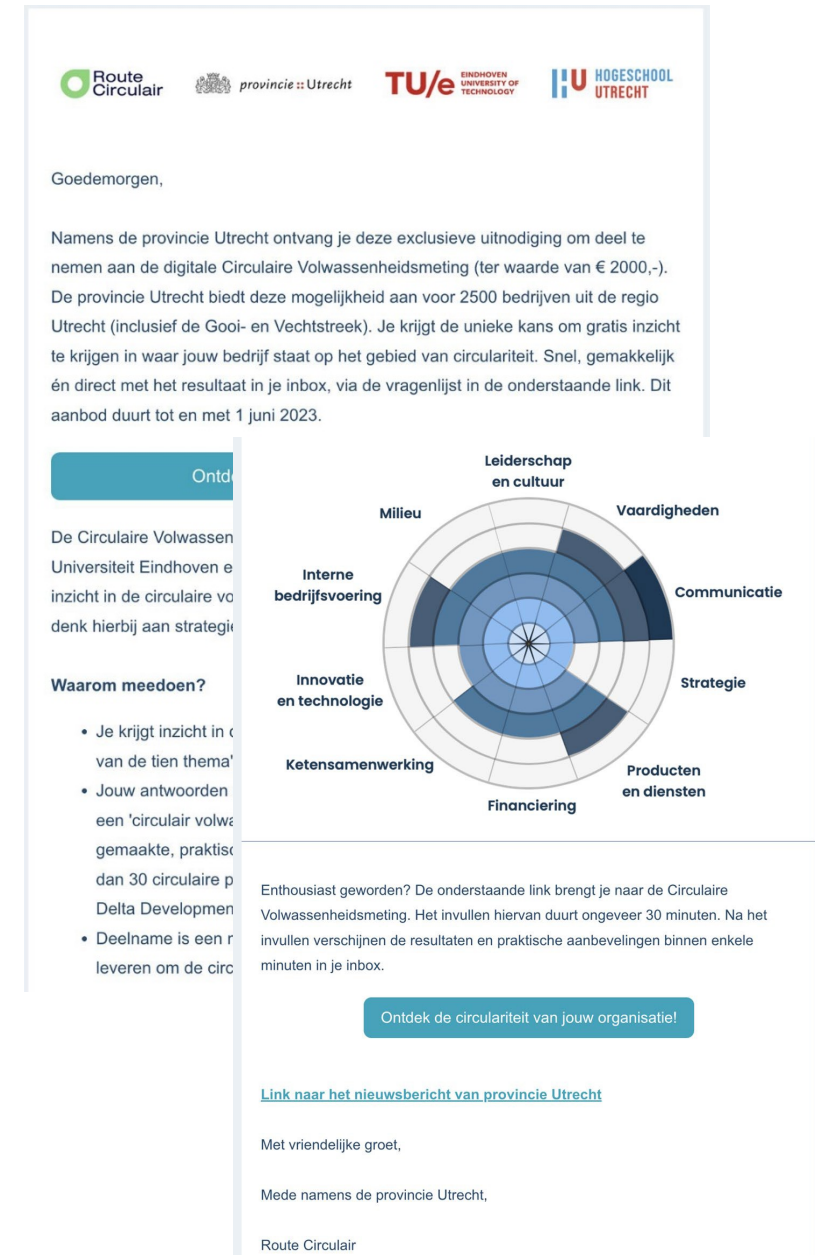 Route
Circulair
provincie :: Utrecht
TU/e EINDHOVEN
UNIVERSITY OF
TECHNOLOGY
HU HOGESCHOOL
UTRECHT
Goedemorgen,
Namens de provincie Utrecht ontvang je deze exclusieve uitnodiging om deel te
nemen aan de digitale Circulaire Volwassenheidsmeting (ter waarde van € 2000,-).
De provincie Utrecht biedt deze mogelijkheid aan voor 2500 bedrijven uit de regio
Utrecht (inclusief de Gooi- en Vechtstreek). Je krijgt de unieke kans om gratis inzicht
te krijgen in waar jouw bedrijf staat op het gebied van circulariteit. Snel, gemakkelijk
én direct met het resultaat in je inbox, via de vragenlijst in de onderstaande link. Dit
aanbod duurt tot en met 1 juni 2023.
Ontd
De Circulaire Volwassen
Universiteit Eindhoven e
inzicht in de circulaire vo
denk hierbij aan strategi
Waarom meedoen?
• Je krijgt inzicht in
van de tien thema'
• Jouw antwoorden
een 'circulair volwa
gemaakte, praktisc
dan 30 circulaire p
Delta Developmen
• Deelname is een
leveren om de circ
Leiderschap
en cultuur
Milieu
Vaardigheden
Interne
bedrijfsvoering
Communicatie
Innovatie
en technologie
Strategie
Ketensamenwerking
Producten
en diensten
Financiering
Enthousiast geworden? De onderstaande link brengt je naar de Circulaire
Volwassenheidsmeting. Het invullen hiervan duurt ongeveer 30 minuten. Na het
invullen verschijnen de resultaten en praktische aanbevelingen binnen enkele
minuten in je inbox.
Ontdek de circulariteit van jouw organisatie!
Link naar het nieuwsbericht van provincie Utrecht
Met vriendelijke groet,
Mede namens de provincie Utrecht,
Route Circulair